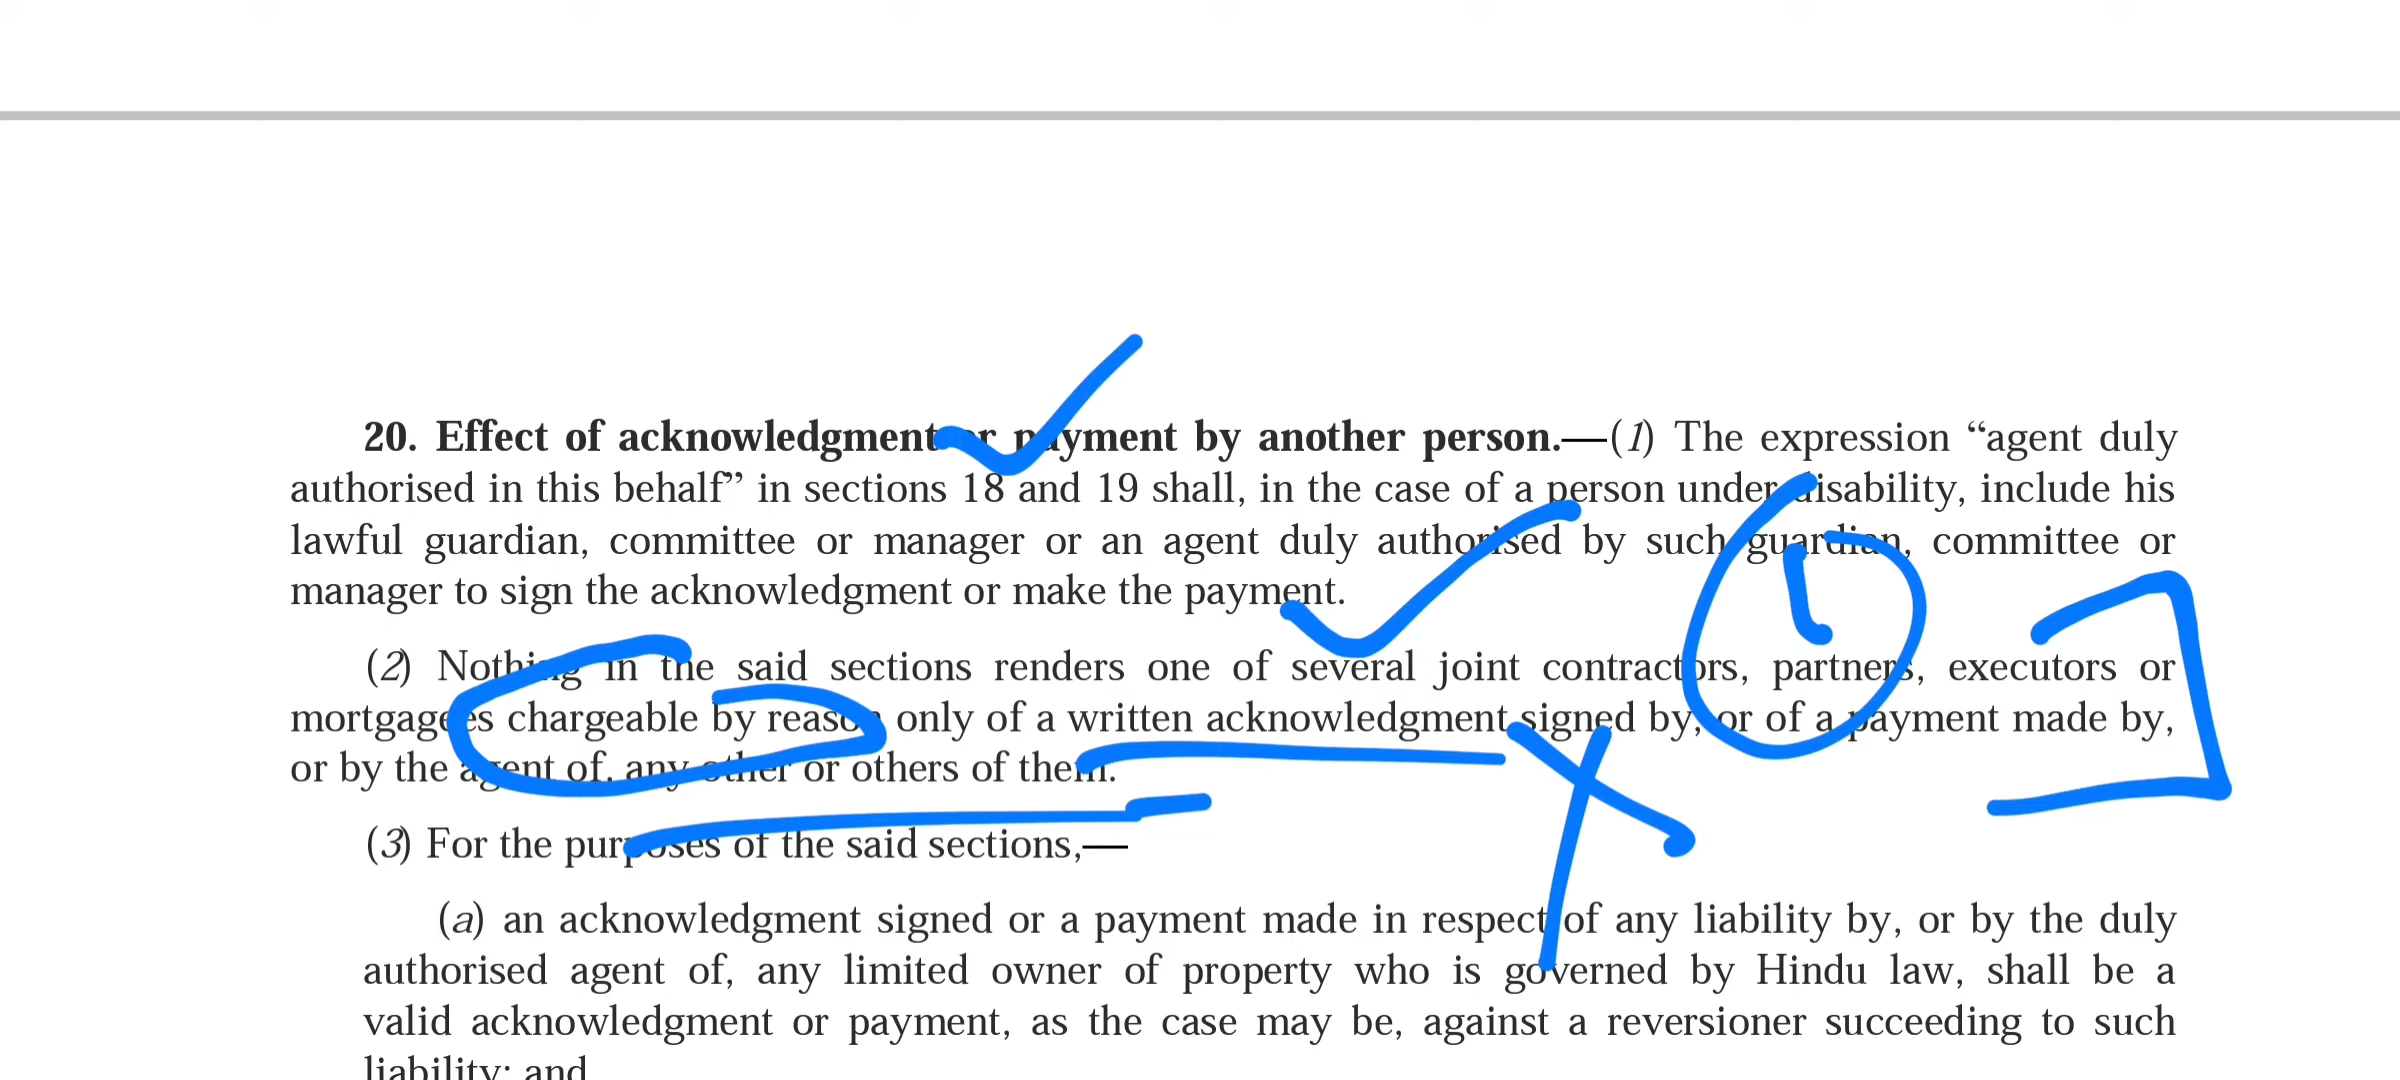 20. Effect of acknowledgment or payment by another person.—(1) The expression “agent duly
authorised in this behalf” in sections 18 and 19 shall, in the case of a person under disability, include his
lawful guardian, committee or manager or an agent duly authorised by such guardian, committee or
manager to sign the acknowledgment or make the payment.
(2) Nothing in the said sections renders one of several joint contractors, partners, executors or
mortgagees chargeable by reason only of a written acknowledgment signed by, or of a payment made by,
or by the agent of, any other or others of them.
(3) For the purposes of the said sections,—
(a) an acknowledgment signed or a payment made in respect of any liability by, or by the duly
authorised agent of, any limited owner of property who is governed by Hindu law, shall be a
valid acknowledgment or payment, as the case may be, against a reversioner succeeding to such
liability; and